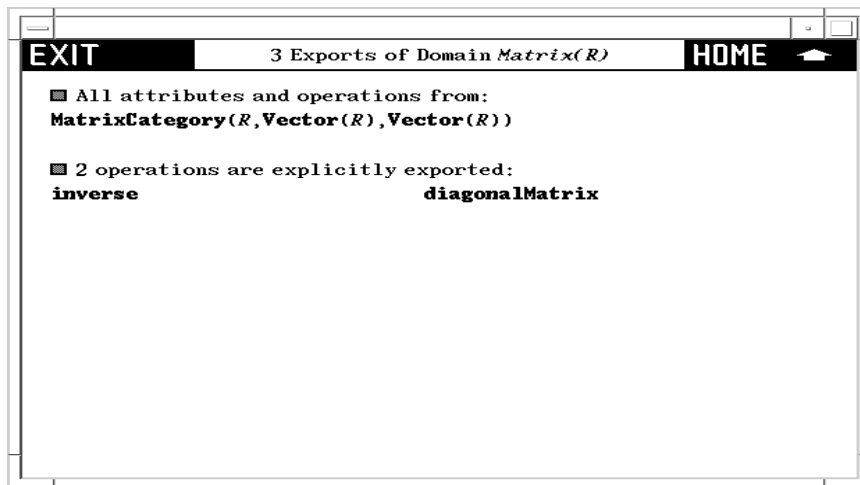 EXIT 3 Exports of Domain Matrix(R) HOME
All attributes and operations from:
MatrixCategory(R,Vector(R),Vector(R))
2 operations are explicitly exported:
inverse diagonalMatrix